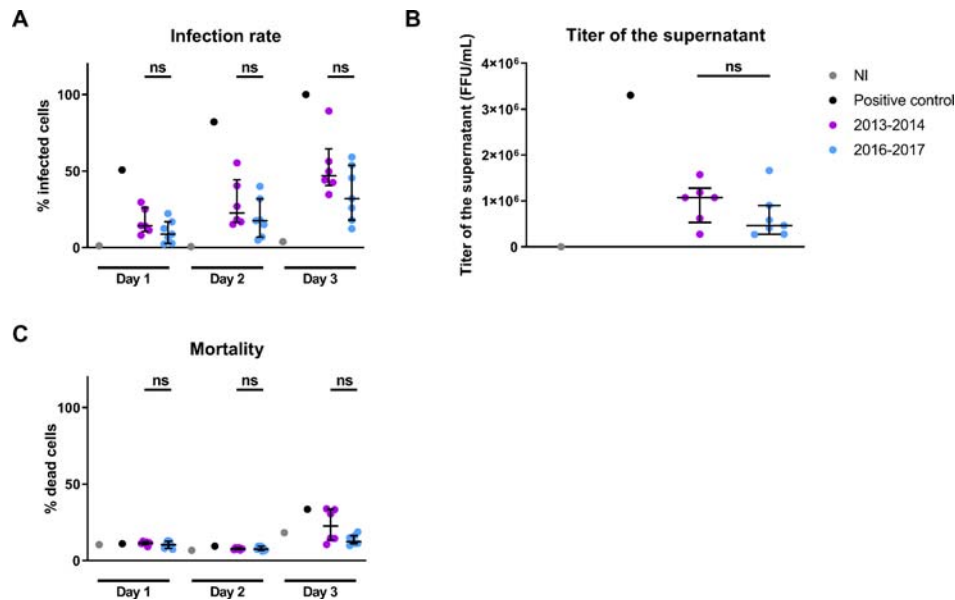 A
Infection rate
ns
ns
ns
100
50
0
% infected cells
Day 1
Day 2
Day 3
B
Titer of the supernatant
ns
4×10⁶
3×10⁶
2×10⁶
1×10⁶
0
Titer of the supernatant (FFU/mL)
NI
Positive control
2013-2014
2016-2017
C
Mortality
ns
ns
ns
100
50
0
% dead cells
Day 1
Day 2
Day 3